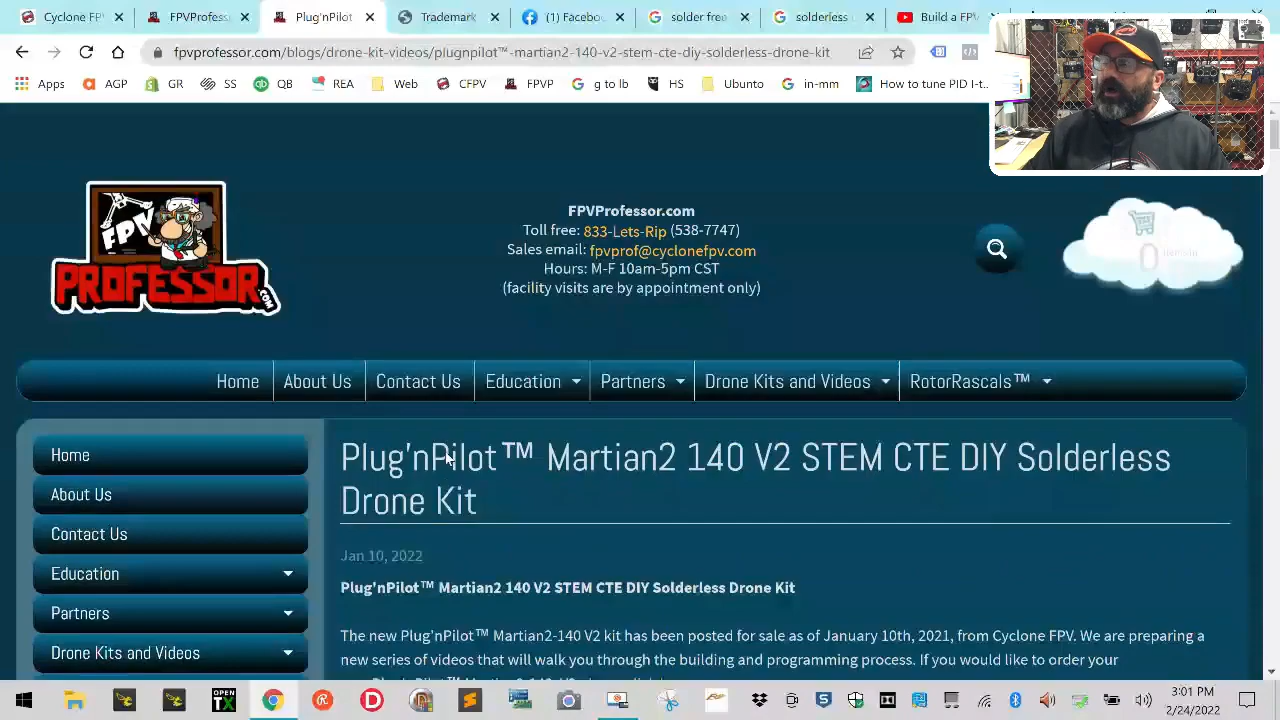 Cyclone F
FPVProfes
Plug'nPilot
Trademark
(1) Facebo
solder free
solderless
Build a FPV
fpvprofessor.com/blogs/drone-kit-videos/plugnpilot™-martian2-140-v2-stem-cte-diy-solderless-drone-kit
Apps
AGP
GR
SS
QB
REA
Web
CFPV
FPVP
g to lb
HS
Ubunto
in-mm
How to tune PID I-t...
FPV
PROFESSOR
.com
FPVProfessor.com
Toll free: 833-Lets-Rip (538-7747)
Sales email: fpvprof@cyclonefpv.com
Hours: M-F 10am-5pm CST
(facility visits are by appointment only)
0
Home
About Us
Contact Us
Education
Partners
Drone Kits and Videos
RotorRascals™
Home
About Us
Contact Us
Education
Partners
Drone Kits and Videos
Plug'nPilot™ Martian2 140 V2 STEM CTE DIY Solderless
Drone Kit
Jan 10, 2022
Plug'nPilot™ Martian2 140 V2 STEM CTE DIY Solderless Drone Kit
The new Plug'nPilot™ Martian2-140 V2 kit has been posted for sale as of January 10th, 2021, from Cyclone FPV. We are preparing a
new series of videos that will walk you through the building and programming process. If you would like to order your
OPEN
TX
3:01 PM
2/24/2022